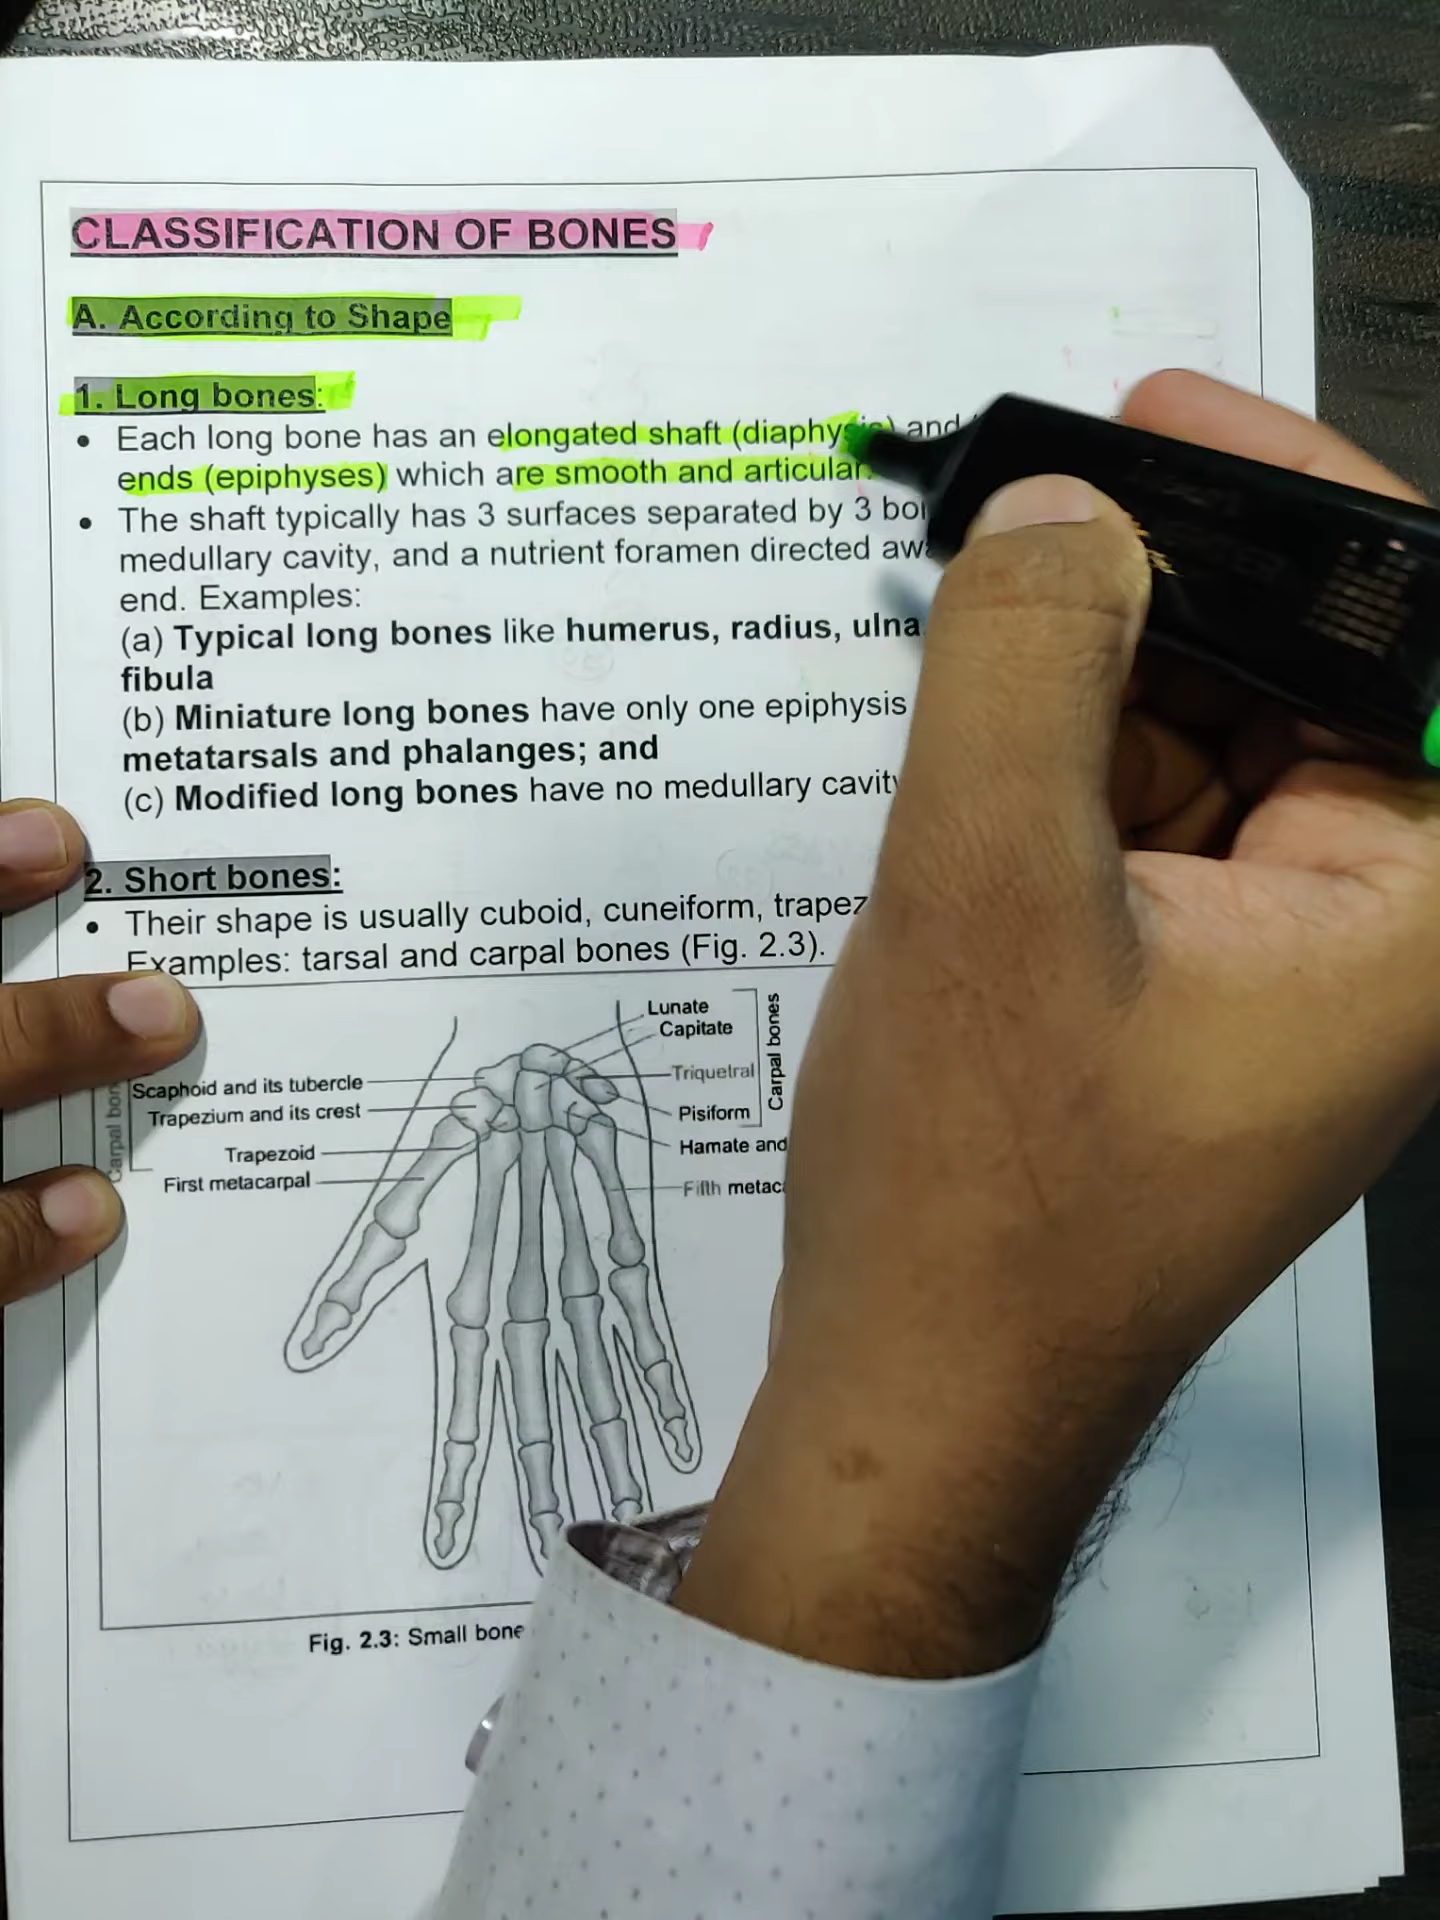 CLASSIFICATION OF BONES
A. According to Shape
1. Long bones:
• Each long bone has an elongated shaft (diaphysis) and
ends (epiphyses) which are smooth and articular.
• The shaft typically has 3 surfaces separated by 3
medullary cavity, and a nutrient foramen directed
end. Examples:
(a) Typical long bones like humerus, radius, ulna
fibula
(b) Miniature long bones have only one epiphysis
metatarsals and phalanges; and
(c) Modified long bones have no medullary cavity
2. Short bones:
• Their shape is usually cuboid, cuneiform,
Examples: tarsal and carpal bones (Fig. 2.3).
Lunate
Capitate
Triquetral
Pisiform
Carpal bones
Hamate and
Fifth
Scaphoid and its tubercle
Trapezium and its crest
Trapezoid
First metacarpal
Carpal
Fig. 2.3: Small bone